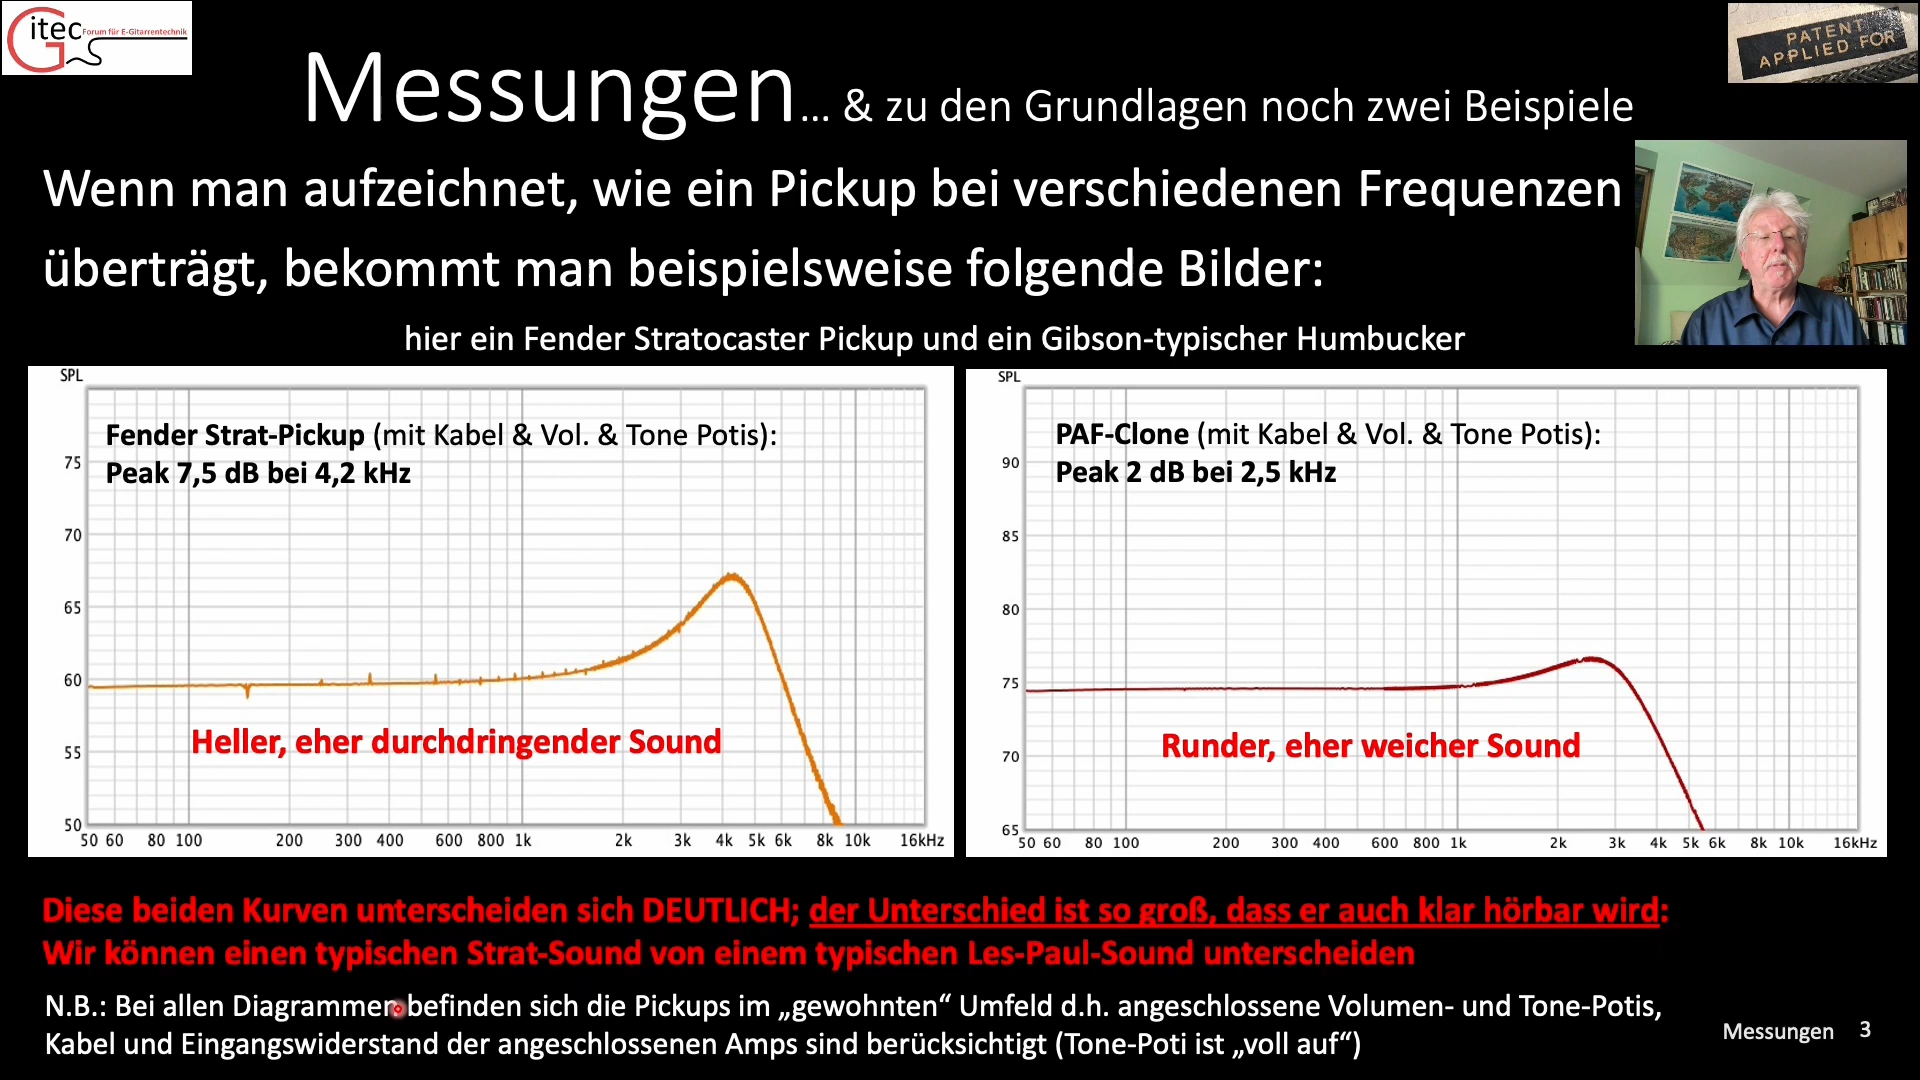 Gitec Forum für E-Gitarrentechnik
PATENT
APPLIED FOR
Messungen... & zu den Grundlagen noch zwei Beispiele
Wenn man aufzeichnet, wie ein Pickup bei verschiedenen Frequenzen
überträgt, bekommt man beispielsweise folgende Bilder:
hier ein Fender Stratocaster Pickup und ein Gibson-typischer Humbucker
SPL
Fender Strat-Pickup (mit Kabel & Vol. & Tone Potis):
Peak 7,5 dB bei 4,2 kHz
75
70
65
60
55
50
Heller, eher durchdringender Sound
50 60 80 100 200 300 400 600 800 1k 2k 3k 4k 5k 6k 8k 10k 16kHz
SPL
PAF-Clone (mit Kabel & Vol. & Tone Potis):
Peak 2 dB bei 2,5 kHz
90
85
80
75
70
65
Runder, eher weicher Sound
50 60 80 100 200 300 400 600 800 1k 2k 3k 4k 5k 6k 8k 10k 16kHz
Diese beiden Kurven unterscheiden sich DEUTLICH; der Unterschied ist so groß, dass er auch klar hörbar wird:
Wir können einen typischen Strat-Sound von einem typischen Les-Paul-Sound unterscheiden
N.B.: Bei allen Diagrammen befinden sich die Pickups im „gewohnten“ Umfeld d.h. angeschlossene Volumen- und Tone-Potis,
Kabel und Eingangswiderstand der angeschlossenen Amps sind berücksichtigt (Tone-Poti ist „voll auf“)
Messungen 3